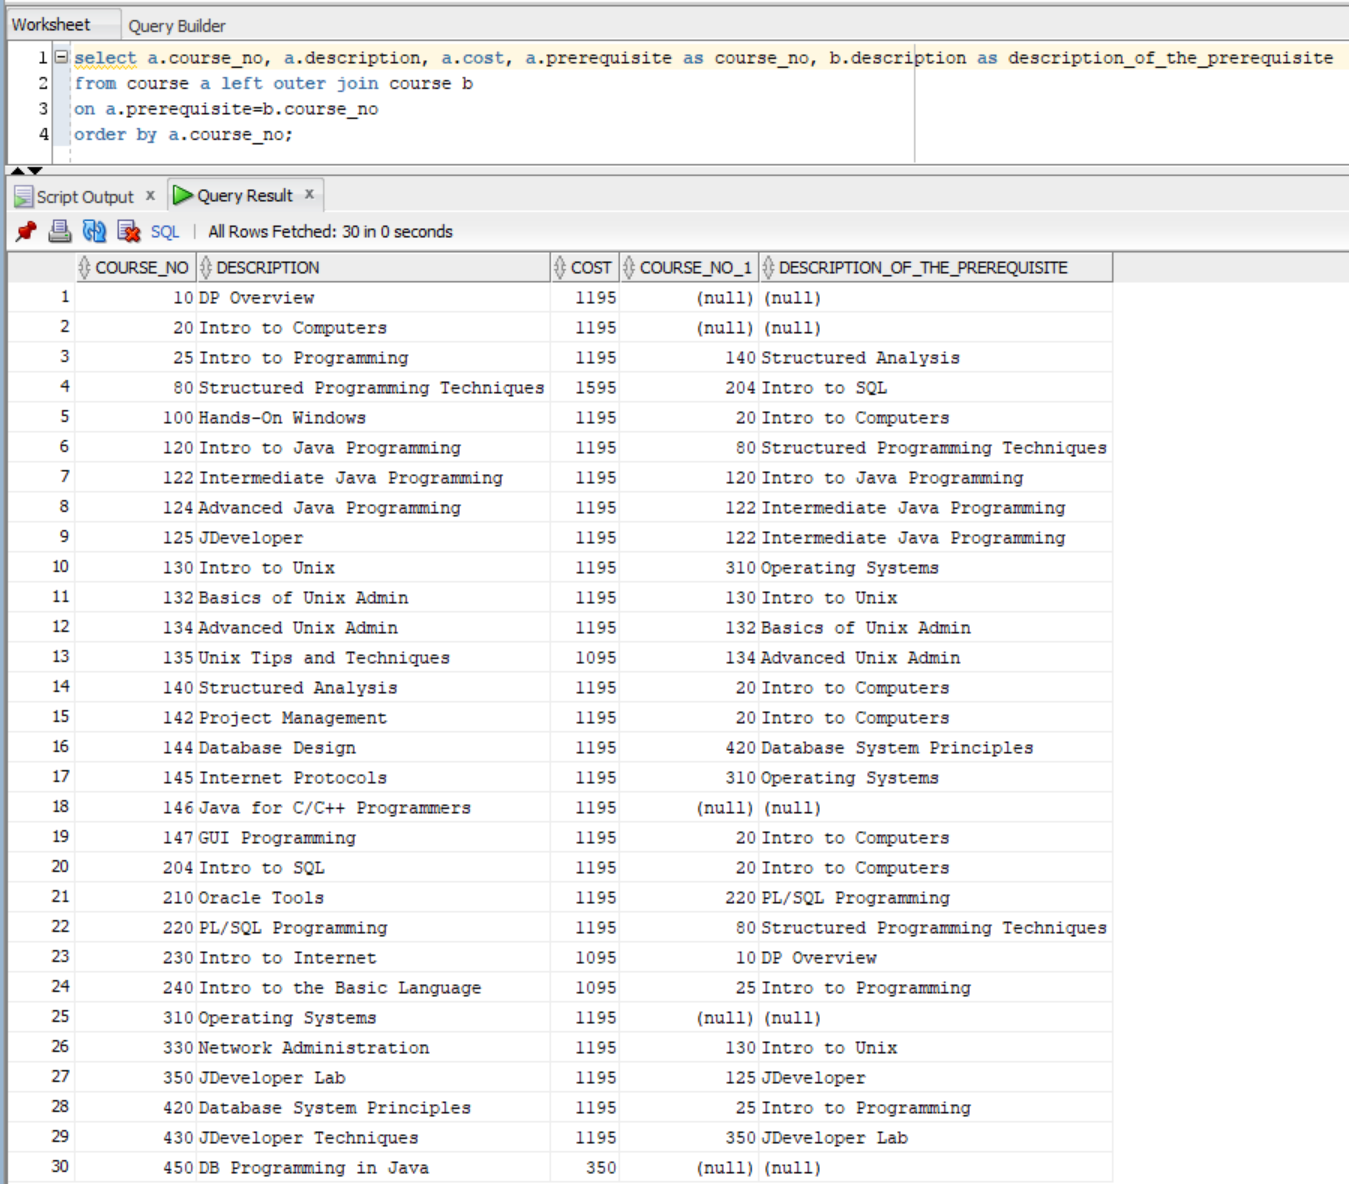 Worksheet Query Builder
1 select a.course_no, a.description, a.cost, a.prerequisite as course_no, b.description as description_of_the_prerequisite
2 from course a left outer join course b
3 on a.prerequisite=b.course_no
4 order by a.course_no;
Script Output x Query Result x
SQL | All Rows Fetched: 30 in 0 seconds
COURSE_NO DESCRIPTION COST COURSE_NO_1 DESCRIPTION_OF_THE_PREREQUISITE
1 10 DP Overview 1195 (null) (null)
2 20 Intro to Computers 1195 (null) (null)
3 25 Intro to Programming 1195 140 Structured Analysis
4 80 Structured Programming Techniques 1595 204 Intro to SQL
5 100 Hands-On Windows 1195 20 Intro to Computers
6 120 Intro to Java Programming 1195 80 Structured Programming Techniques
7 122 Intermediate Java Programming 1195 120 Intro to Java Programming
8 124 Advanced Java Programming 1195 122 Intermediate Java Programming
9 125 JDeveloper 1195 122 Intermediate Java Programming
10 130 Intro to Unix 1195 310 Operating Systems
11 132 Basics of Unix Admin 1195 130 Intro to Unix
12 134 Advanced Unix Admin 1195 132 Basics of Unix Admin
13 135 Unix Tips and Techniques 1095 134 Advanced Unix Admin
14 140 Structured Analysis 1195 20 Intro to Computers
15 142 Project Management 1195 20 Intro to Computers
16 144 Database Design 1195 420 Database System Principles
17 145 Internet Protocols 1195 310 Operating Systems
18 146 Java for C/C++ Programmers 1195 (null) (null)
19 147 GUI Programming 1195 20 Intro to Computers
20 204 Intro to SQL 1195 20 Intro to Computers
21 210 Oracle Tools 1195 220 PL/SQL Programming
22 220 PL/SQL Programming 1195 80 Structured Programming Techniques
23 230 Intro to Internet 1095 10 DP Overview
24 240 Intro to the Basic Language 1095 25 Intro to Programming
25 310 Operating Systems 1195 (null) (null)
26 330 Network Administration 1195 130 Intro to Unix
27 350 JDeveloper Lab 1195 125 JDeveloper
28 420 Database System Principles 1195 25 Intro to Programming
29 430 JDeveloper Techniques 1195 350 JDeveloper Lab
30 450 DB Programming in Java 350 (null) (null)